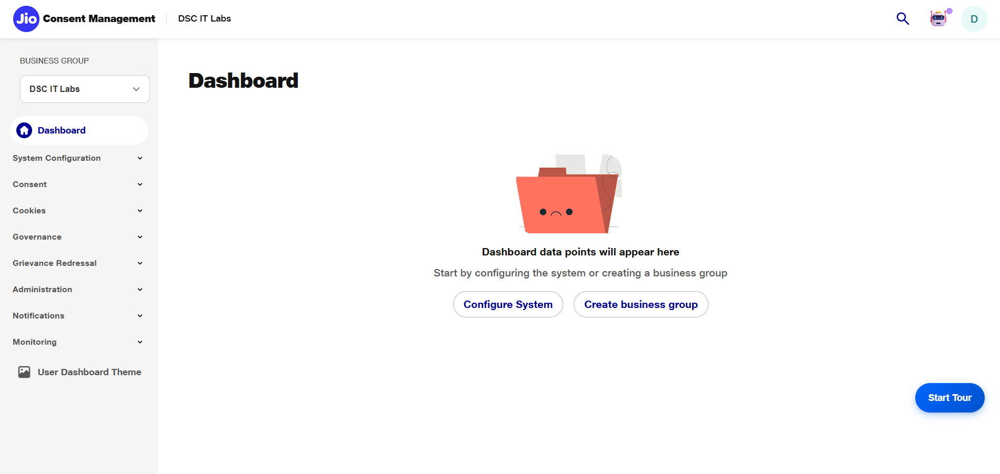 Jio Consent Management DSC IT Labs D
BUSINESS GROUP
DSC IT Labs
Dashboard
System Configuration
Consent
Cookies
Governance
Grievance Redressal
Administration
Notifications
Monitoring
User Dashboard Theme
Dashboard
Dashboard data points will appear here
Start by configuring the system or creating a business group
Configure System Create business group
Start Tour